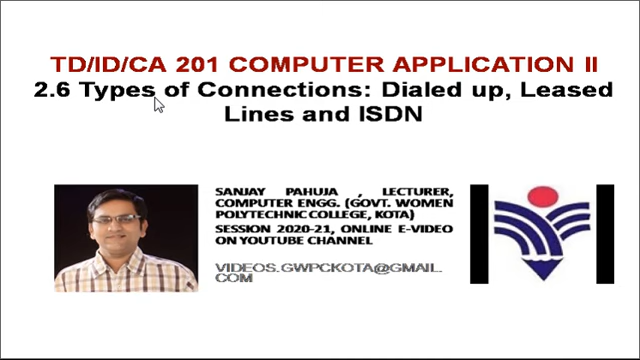 TD/ID/CA 201 COMPUTER APPLICATION II
2.6 Types of Connections: Dialed up, Leased
Lines and ISDN
SANJAY PAHUJA , LECTURER,
COMPUTER ENGG. (GOVT. WOMEN
POLYTECHNIC COLLEGE, KOTA)
SESSION 2020-21, ONLINE E-VIDEO
ON YOUTUBE CHANNEL
VIDEOS.GWPCKOTA@GMAIL.
COM